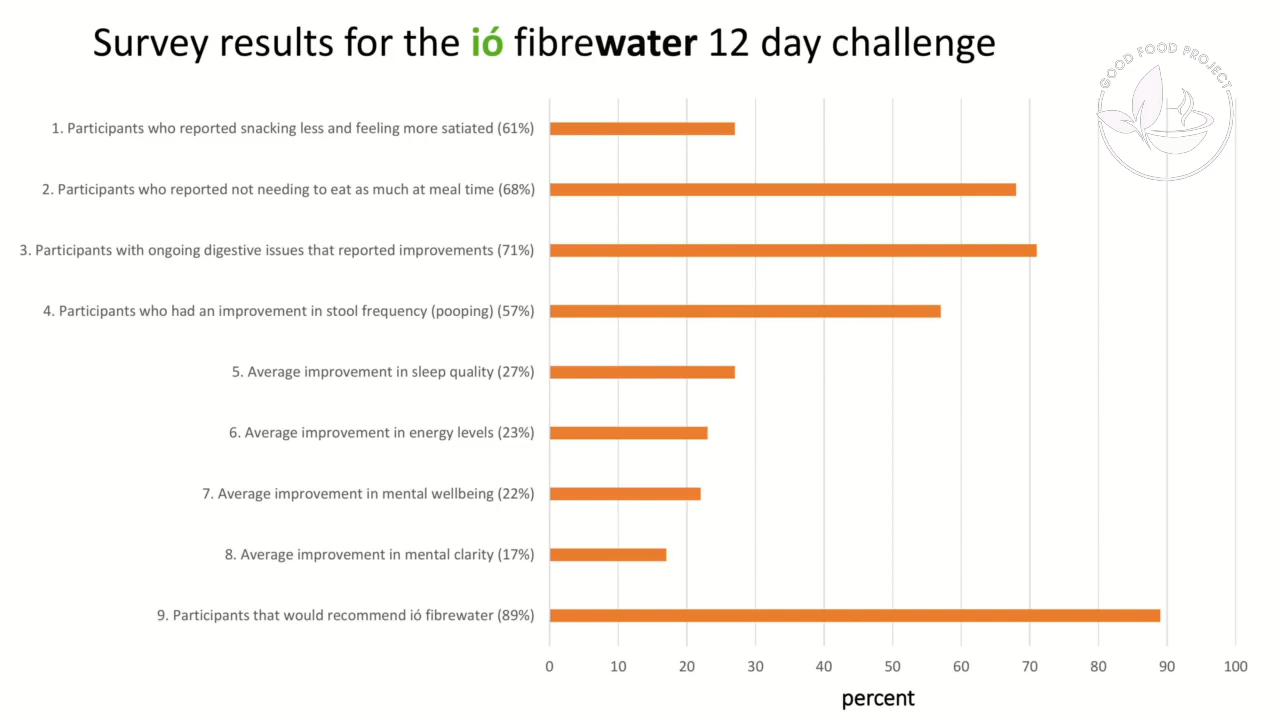 Survey results for the ió fibrewater 12 day challenge
GOOD FOOD PROJECT
1. Participants who reported snacking less and feeling more satiated (61%)
2. Participants who reported not needing to eat as much at meal time (68%)
3. Participants with ongoing digestive issues that reported improvements (71%)
4. Participants who had an improvement in stool frequency (pooping) (57%)
5. Average improvement in sleep quality (27%)
6. Average improvement in energy levels (23%)
7. Average improvement in mental wellbeing (22%)
8. Average improvement in mental clarity (17%)
9. Participants that would recommend ió fibrewater (89%)
0 10 20 30 40 50 60 70 80 90 100
percent